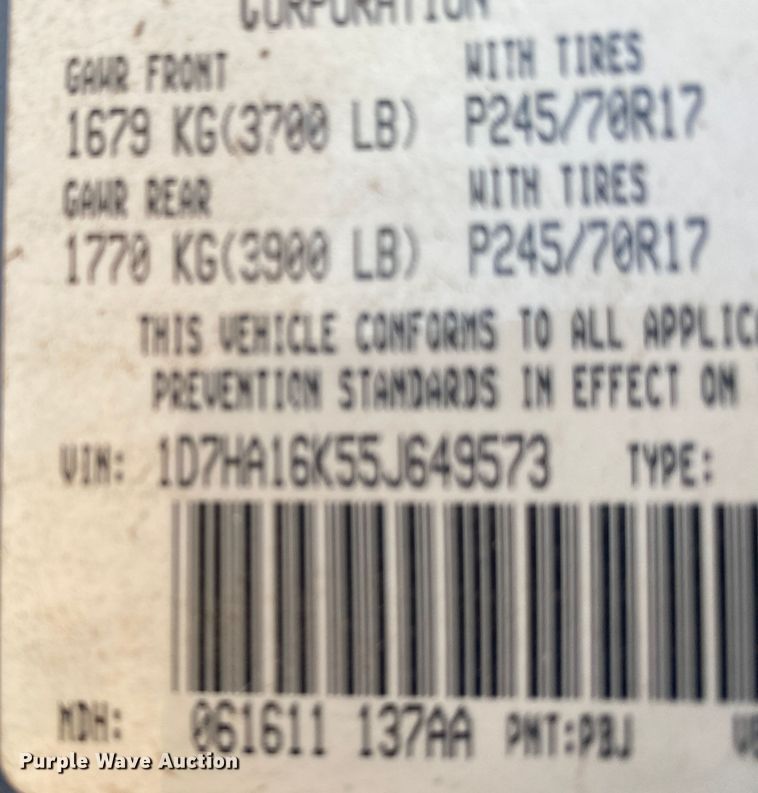 CORPORATION
GAWR FRONT WITH TIRES
1679 KG(3700 LB) P245/70R17
GAWR REAR WITH TIRES
1770 KG(3900 LB) P245/70R17
THIS VEHICLE CONFORMS TO ALL APPLIC
PREVENTION STANDARDS IN EFFECT ON
VIN: 1D7HA16K55J649573 TYPE:
MDH: 061611 137AA PNT:PBJ VE
Purple Wave Auction